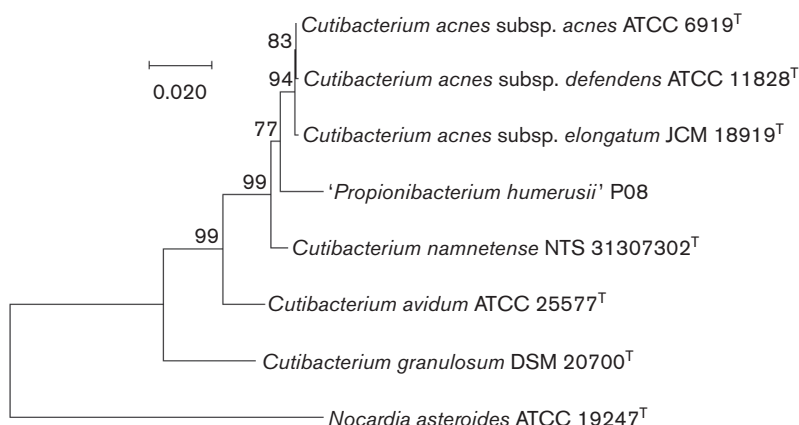 Cutibacterium acnes subsp. acnes ATCC 6919T
83
0.020
94
Cutibacterium acnes subsp. defendens ATCC 11828T
77
Cutibacterium acnes subsp. elongatum JCM 18919T
99
‘Propionibacterium humerusii’ P08
99
Cutibacterium namnetense NTS 31307302T
Cutibacterium avidum ATCC 25577T
Cutibacterium granulosum DSM 20700T
Nocardia asteroides ATCC 19247T